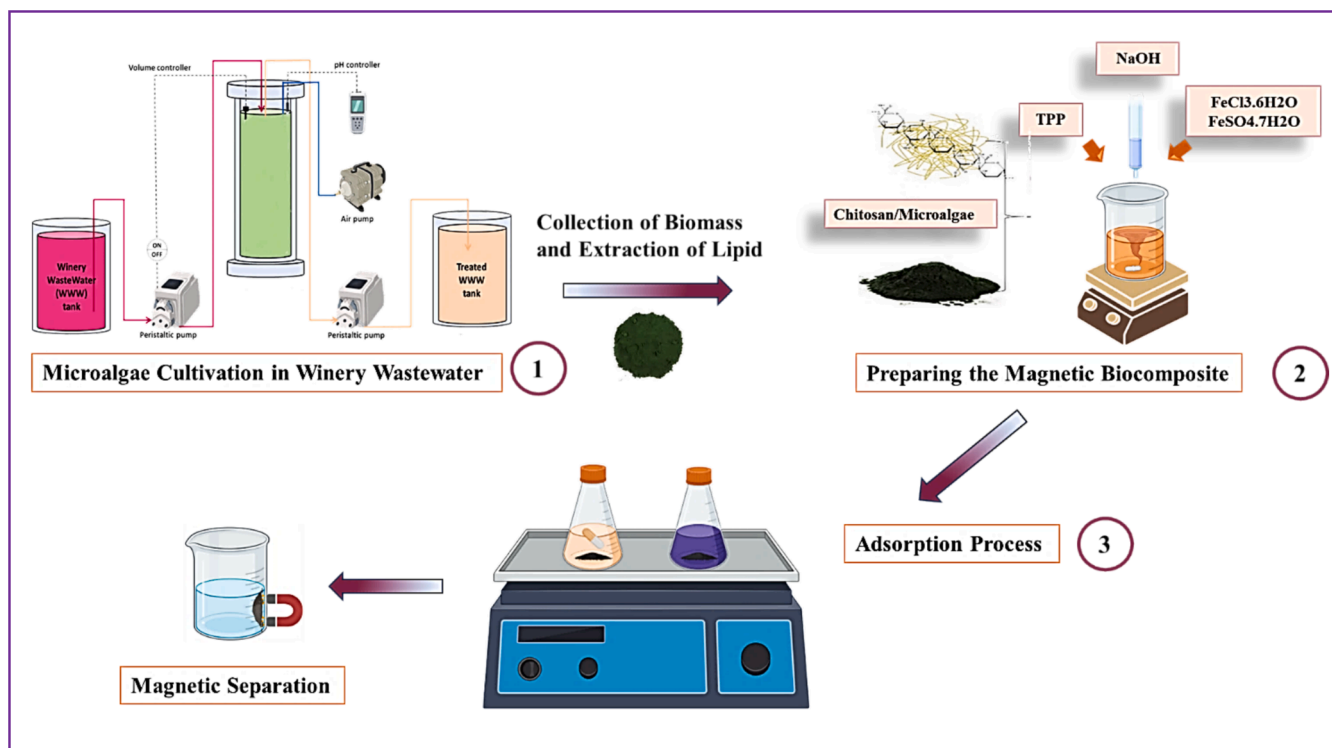 Volume controller
pH controller
Air pump
ON
OFF
Winery
WasteWater
(WWW)
tank
Peristaltic pump
Peristaltic pump
Treated
WWW
tank
Microalgae Cultivation in Winery Wastewater
1
Collection of Biomass
and Extraction of Lipid
NaOH
TPP
FeCl3.6H2O
FeSO4.7H2O
Chitosan/Microalgae
Preparing the Magnetic Biocomposite
2
Adsorption Process
3
Magnetic Separation